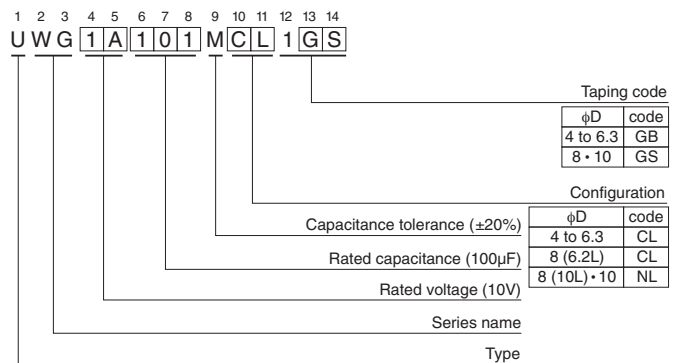 1 2 3 4 5 6 7 8 9 10 11 12 13 14
U W G 1 A 1 0 1 M C L 1 G S
Taping code
ϕD code
4 to 6.3 GB
8 • 10 GS
Configuration
ϕD code
4 to 6.3 CL
8 (6.2L) CL
8 (10L) • 10 NL
Capacitance tolerance (±20%)
Rated capacitance (100µF)
Rated voltage (10V)
Series name
Type